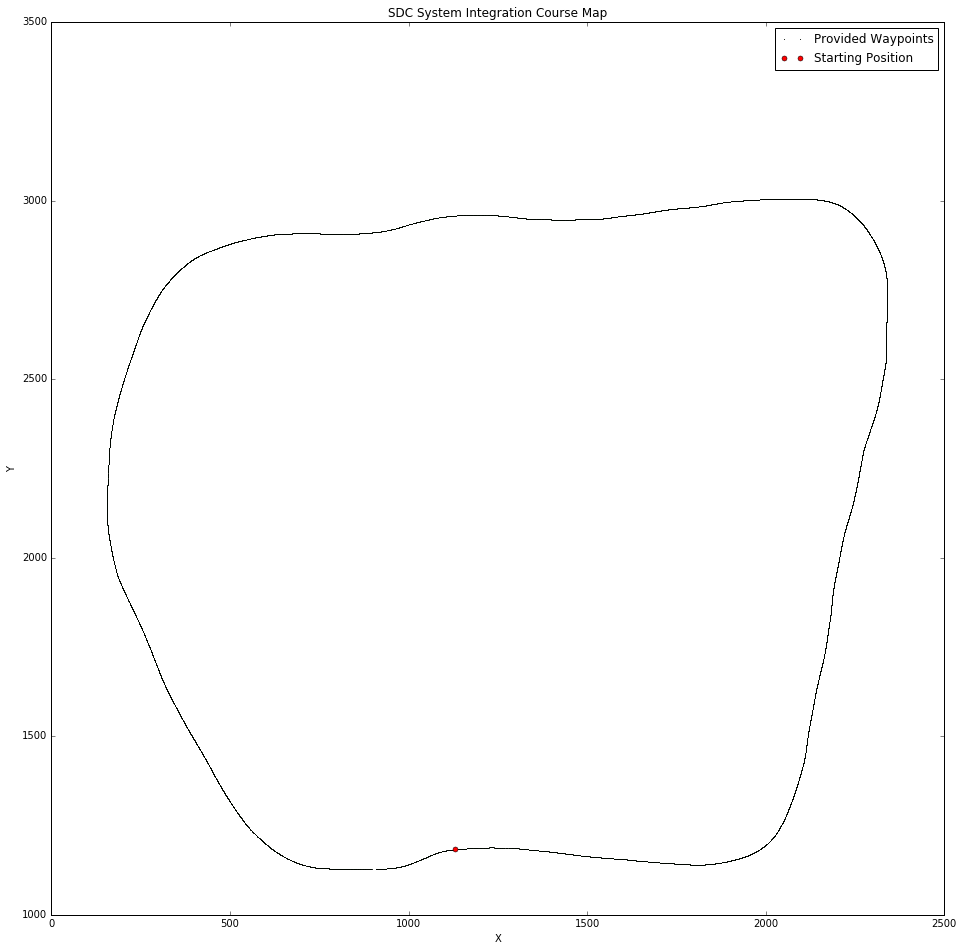 SDC System Integration Course Map
3500
Provided Waypoints
Starting Position
3000
2500
Y
2000
1500
1000
0 500 1000 1500 2000 2500
X